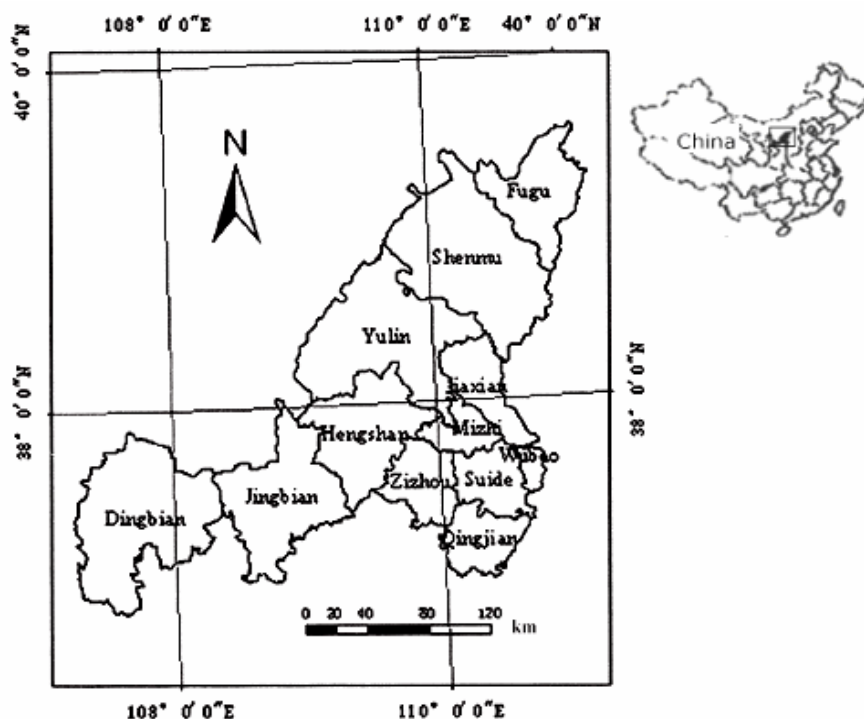 108° 0' 0"E
110° 0' 0"E
40° 0' 0"N
40° 0' 0"N
N
China
Fugu
Shenmu
Yulin
Jiaxian
38° 0' 0"N
38° 0' 0"N
Hengshan
Mizhi
Wubao
Zizhou
Suide
Jingbian
Dingbian
Qingjian
0 20 40 80 120
km
108° 0' 0"E
110° 0' 0"E